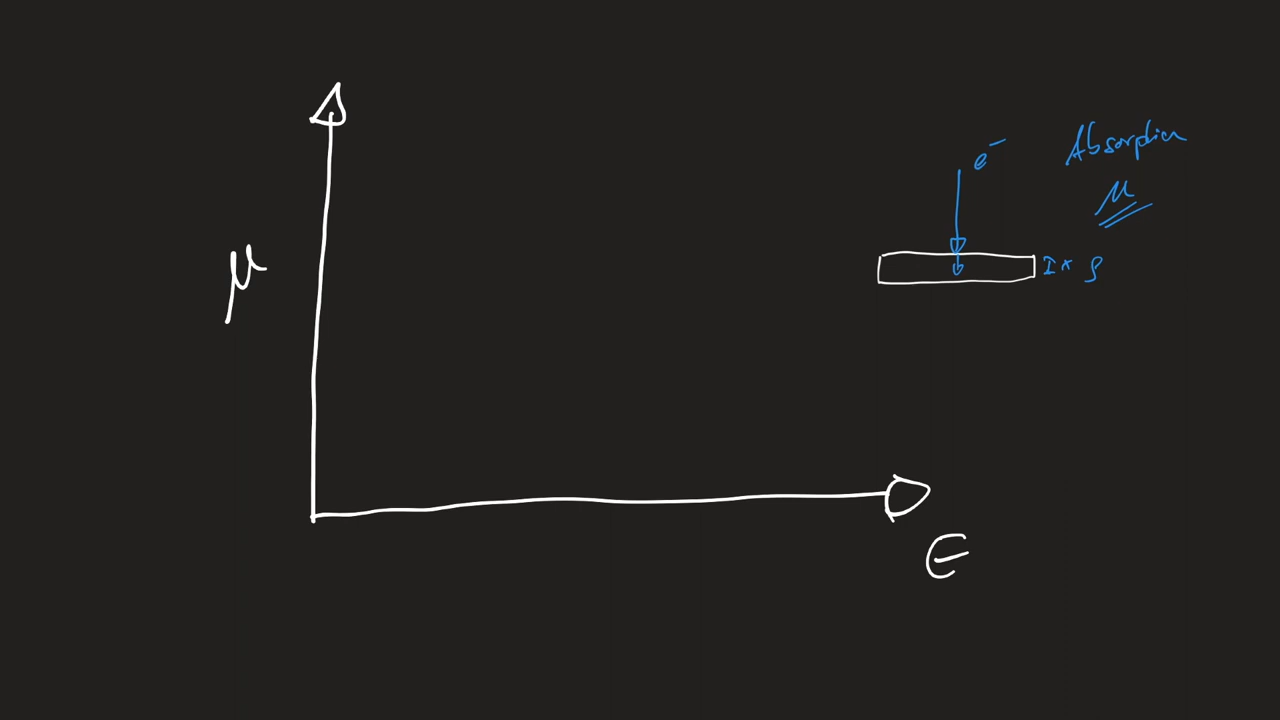 e⁻
Absorption
μ
I * ρ
μ
E